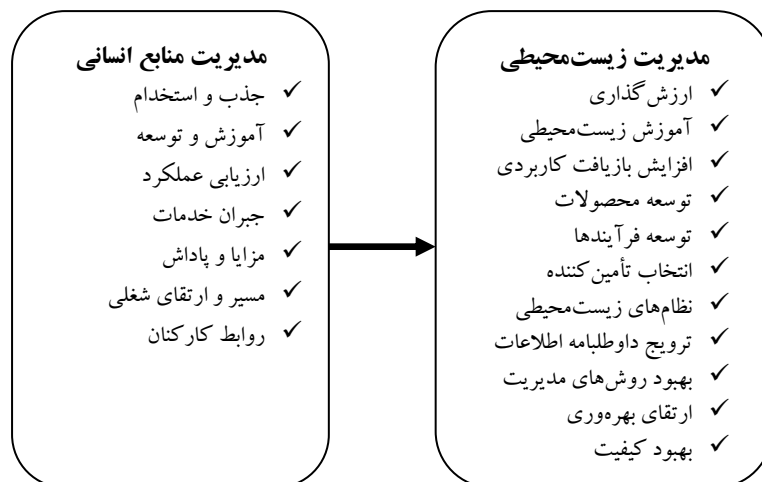 مدیریت زیست‌محیطی
✓ ارزش‌گذاری
✓ آموزش زیست‌محیطی
✓ افزایش بازیافت کاربردی
✓ توسعه محصولات
✓ توسعه فرآیندها
✓ انتخاب تأمین‌کننده
✓ نظام‌های زیست‌محیطی
✓ ترویج داوطلبامه اطلاعات
✓ بهبود روش‌های مدیریت
✓ ارتقای بهره‌وری
✓ بهبود کیفیت
مدیریت منابع انسانی
✓ جذب و استخدام
✓ آموزش و توسعه
✓ ارزیابی عملکرد
✓ جبران خدمات
✓ مزایا و پاداش
✓ مسیر و ارتقای شغلی
✓ روابط کارکنان